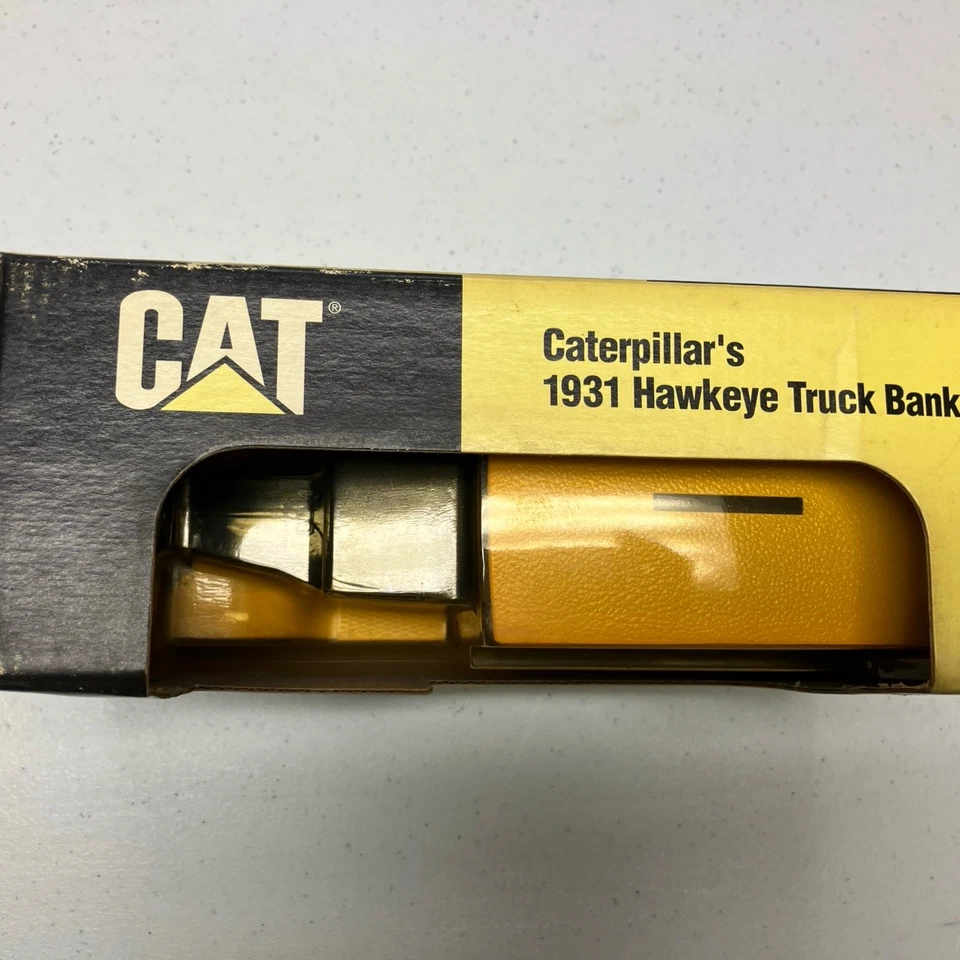 CAT®
Caterpillar's
1931 Hawkeye Truck Bank